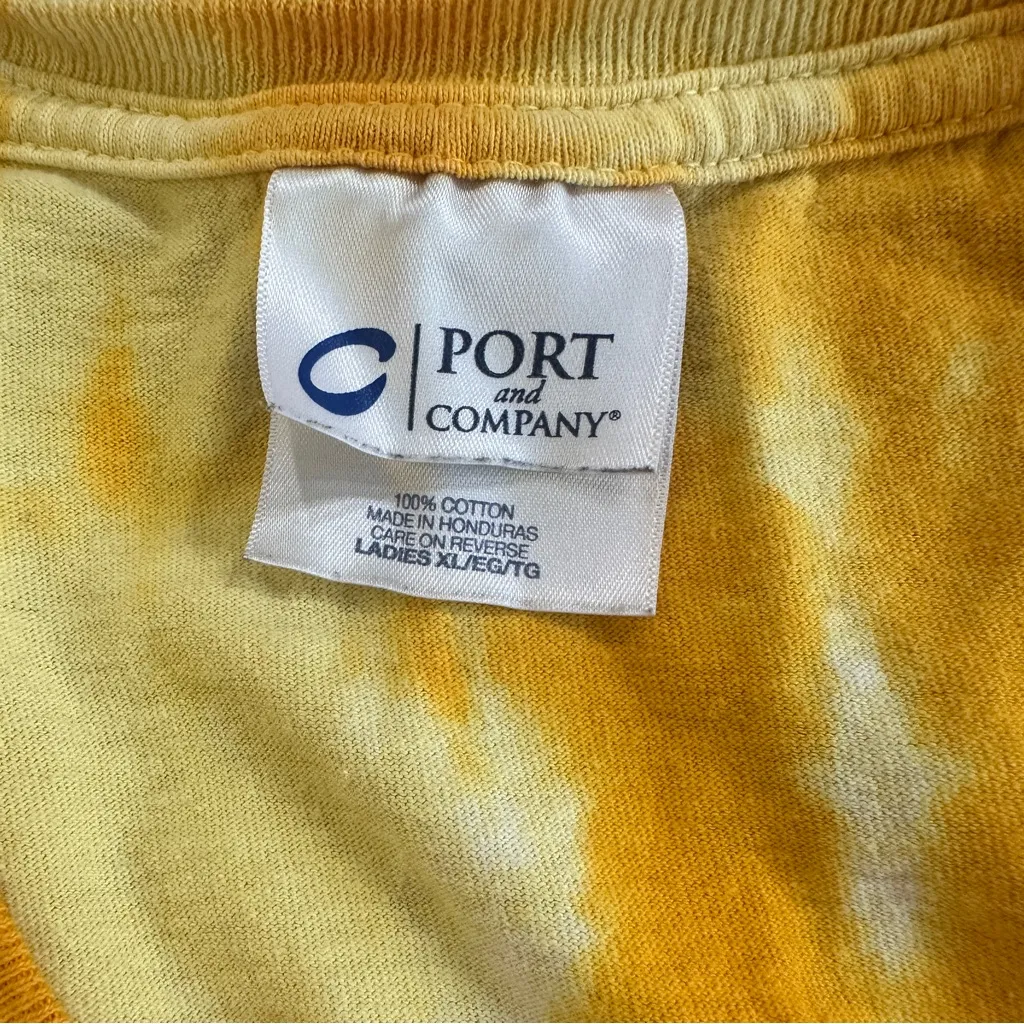 PORT
and
COMPANY®
100% COTTON
MADE IN HONDURAS
CARE ON REVERSE
LADIES XL/EG/TG